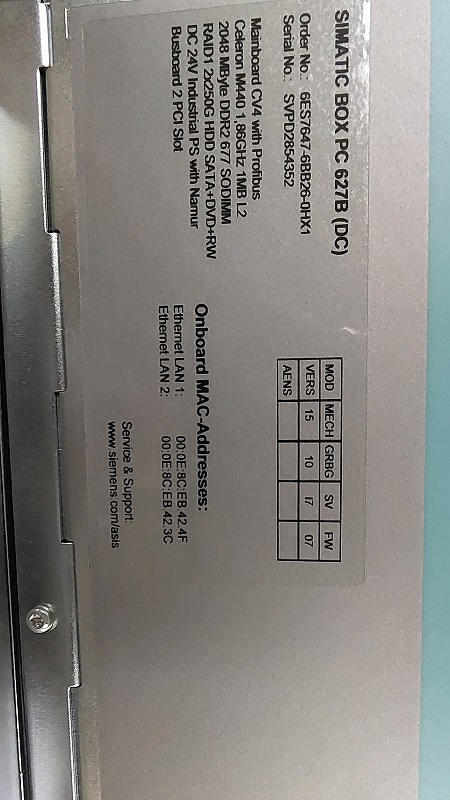 SIMATIC BOX PC 627B (DC)
Order No.: 6ES7647-6BB26-0HX1
Serial No.: SVPD2854352
Mainboard CV4 with Profibus
Celeron M440 1.86GHz 1MB L2
2048 MByte DDR2 677 SODIMM
RAID1 2x250G HDD SATA+DVD+RW
DC 24V Industrial PS with Namur
Busboard 2 PCI Slot
MOD MECH GRBG SV FW
VERS 15 10 I7 07
AENS
Onboard MAC-Addresses:
Ethernet LAN 1: 00:0E:8C:EB:42:4F
Ethernet LAN 2: 00:0E:8C:EB:42:3C
Service & Support:
www.siemens.com/asis